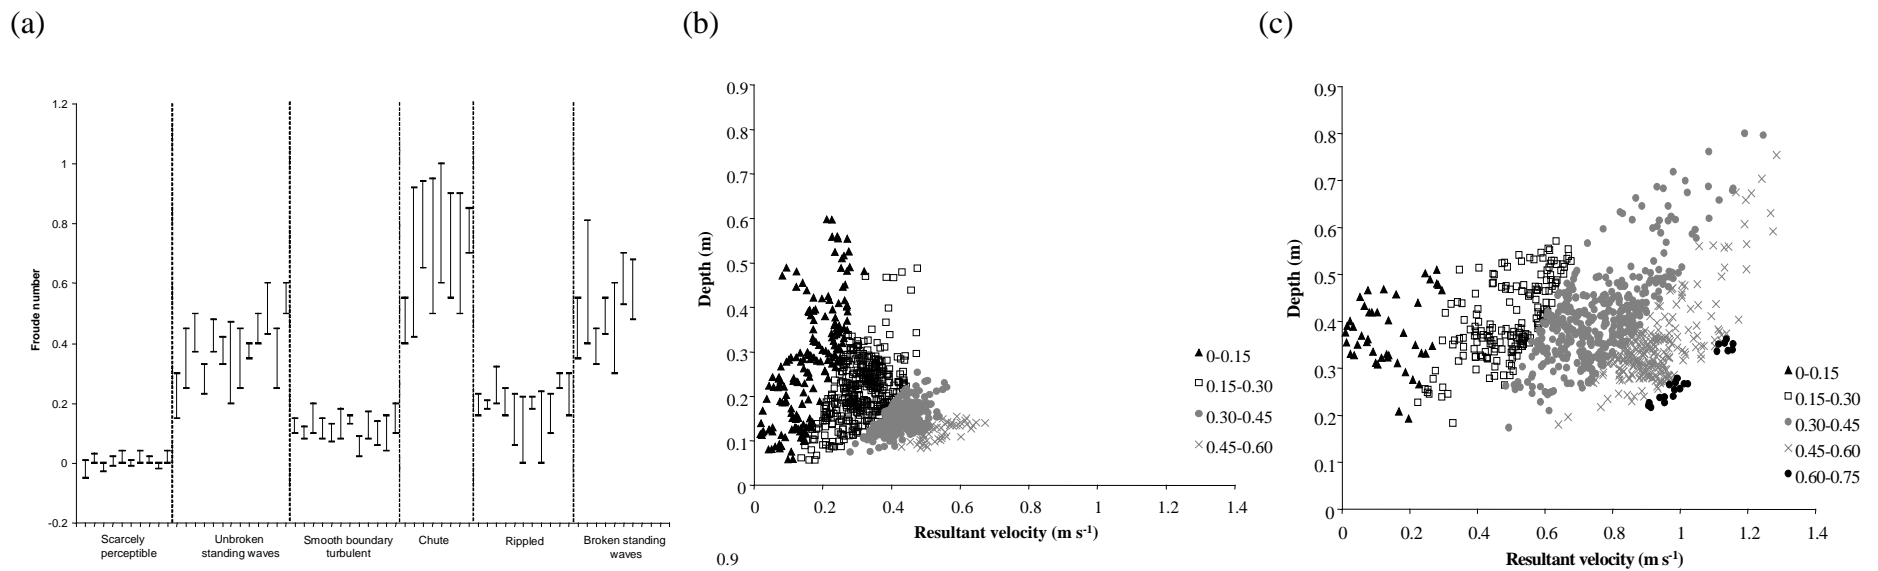 (a)
(b)
(c)
1.2
1
0.8
0.6
0.4
0.2
0
-0.2
Froude number
Scarcely
perceptible
Unbroken
standing waves
Smooth boundary
turbulent
Chute
Rippled
Broken standing
waves
0.9
0.8
0.7
0.6
0.5
0.4
0.3
0.2
0.1
0
Depth (m)
0 0.2 0.4 0.6 0.8 1 1.2 1.4
Resultant velocity (m s-1)
0-0.15
0.15-0.30
0.30-0.45
0.45-0.60
0.9
0.9
0.8
0.7
0.6
0.5
0.4
0.3
0.2
0.1
0
Depth (m)
0 0.2 0.4 0.6 0.8 1 1.2 1.4
Resultant velocity (m s-1)
0-0.15
0.15-0.30
0.30-0.45
0.45-0.60
0.60-0.75